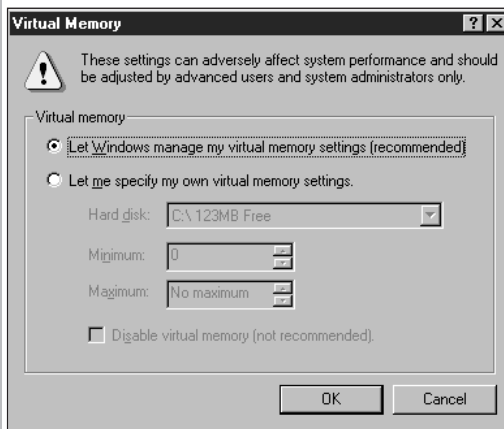 Virtual Memory
These settings can adversely affect system performance and should
be adjusted by advanced users and system administrators only.
Virtual memory
Let Windows manage my virtual memory settings (recommended)
Let me specify my own virtual memory settings.
Hard disk: C:\ 123MB Free
Minimum: 0
Maximum: No maximum
Disable virtual memory (not recommended).
OK Cancel